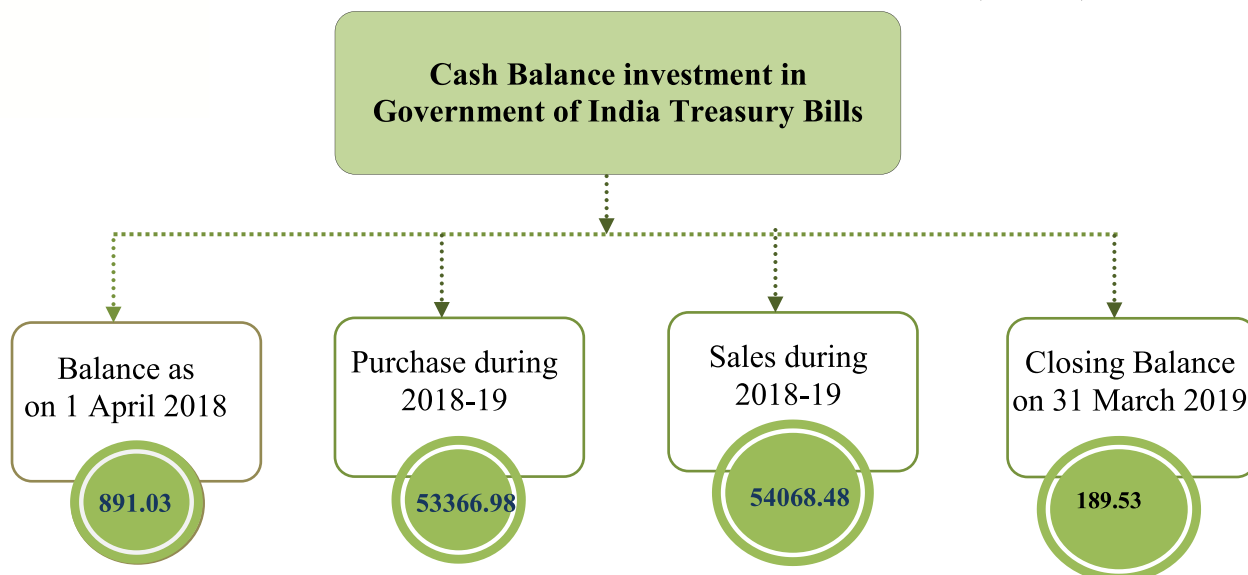 Cash Balance investment in
Government of India Treasury Bills
Balance as
on 1 April 2018
891.03
Purchase during
2018-19
53366.98
Sales during
2018-19
54068.48
Closing Balance
on 31 March 2019
189.53